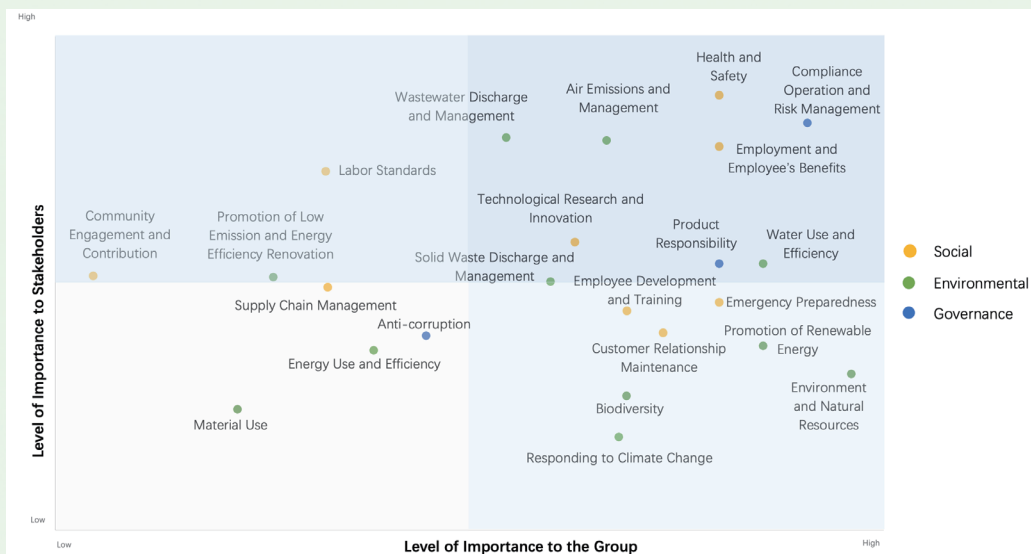 High
Health and
Safety
Compliance
Operation and
Risk Management
Air Emissions and
Management
Wastewater Discharge
and Management
Employment and
Employee's Benefits
Labor Standards
Technological Research and
Innovation
Community
Engagement and
Contribution
Promotion of Low
Emission and Energy
Efficiency Renovation
Product
Responsibility
Water Use and
Efficiency
Solid Waste Discharge and
Management
Employee Development
and Training
Emergency Preparedness
Supply Chain Management
Anti-corruption
Energy Use and Efficiency
Customer Relationship
Maintenance
Promotion of Renewable
Energy
Environment
and Natural
Resources
Biodiversity
Material Use
Responding to Climate Change
Level of Importance to Stakeholders
Low
Low
Level of Importance to the Group
High
Social
Environmental
Governance